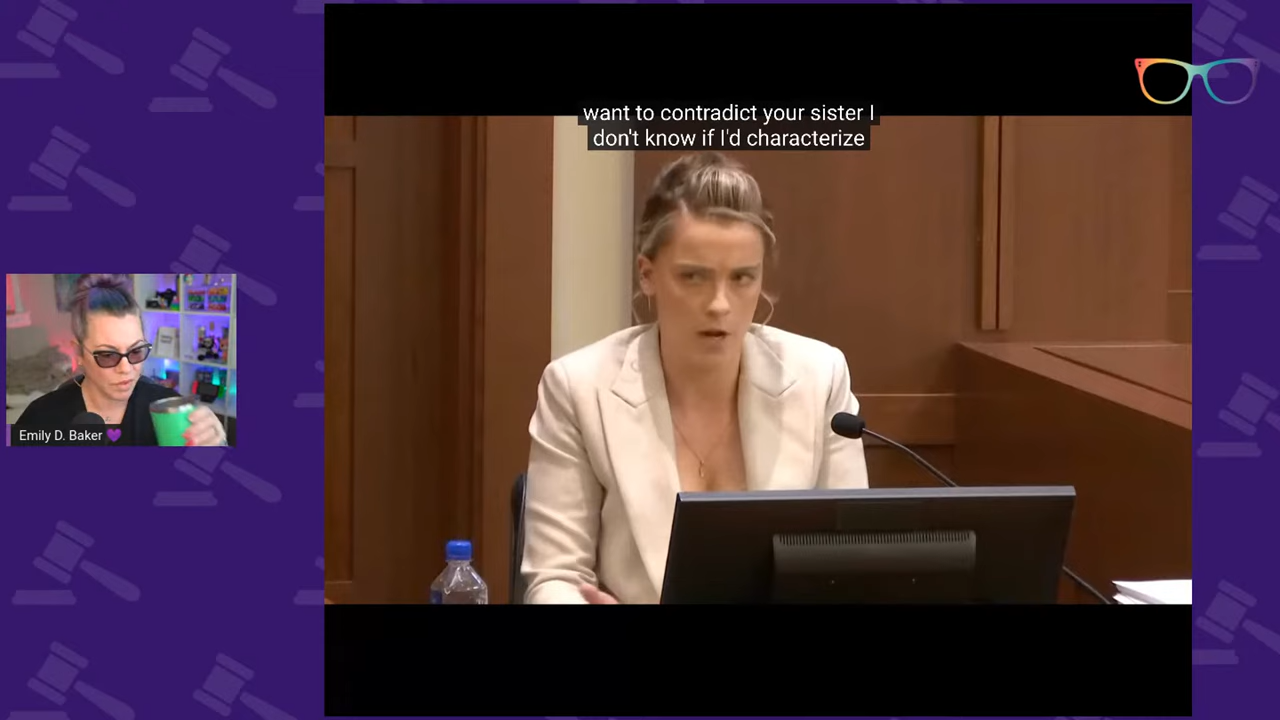 want to contradict your sister I
don't know if I'd characterize
Emily D. Baker 💜